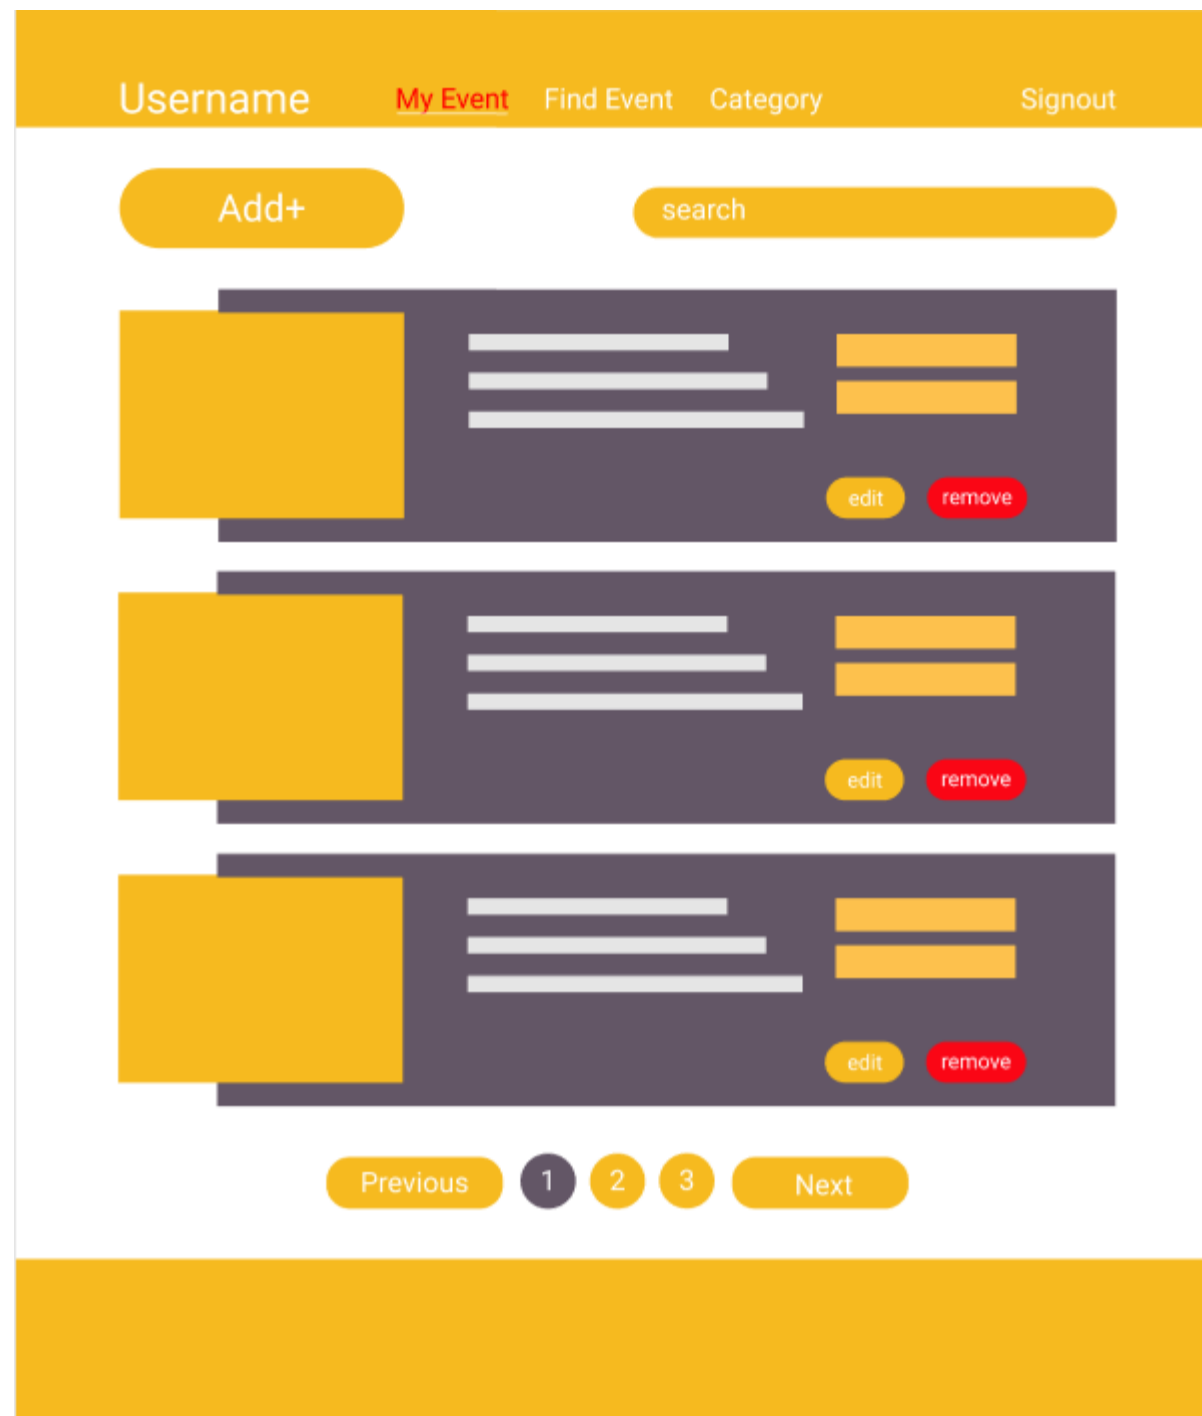 Username My Event Find Event Category Signout
Add+ search
edit remove
edit remove
edit remove
Previous 1 2 3 Next